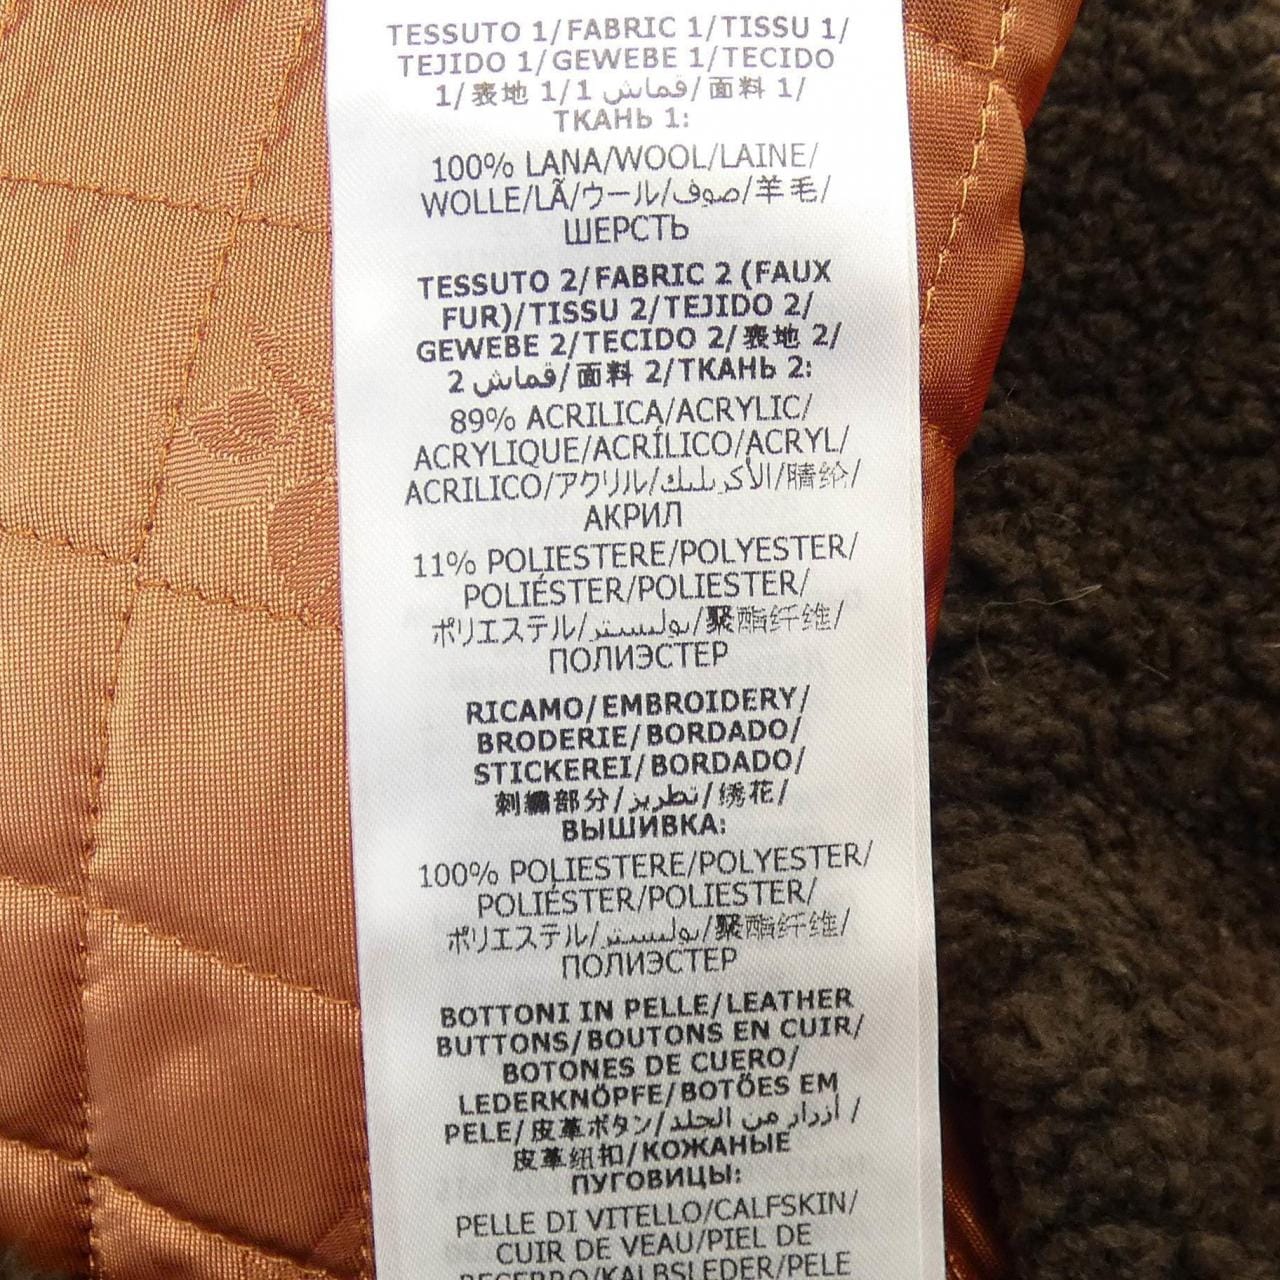 TESSUTO 1/FABRIC 1/TISSU 1/
TEJIDO 1/GEWEBE 1/TECIDO
1/表地 1/1 قماش/面料 1/
ТКАНЬ 1:
100% LANA/WOOL/LAINE/
WOLLE/LÃ/ウール/صوف/羊毛/
ШЕРСТЬ
TESSUTO 2/FABRIC 2 (FAUX
FUR)/TISSU 2/TEJIDO 2/
GEWEBE 2/TECIDO 2/表地 2/
2 قماش/面料 2/ТКАНЬ 2:
89% ACRILICA/ACRYLIC/
ACRYLIQUE/ACRÍLICO/ACRYL/
ACRILICO/アクリル/الأكريليك/腈纶/
АКРИЛ
11% POLIESTERE/POLYESTER/
POLIÉSTER/POLIESTER/
ポリエステル/بوليستر/聚酯纤维/
ПОЛИЭСТЕР
RICAMO/EMBROIDERY/
BRODERIE/BORDADO/
STICKEREI/BORDADO/
刺繍部分/تطريز/绣花/
ВЫШИВКА:
100% POLIESTERE/POLYESTER/
POLIÉSTER/POLIESTER/
ポリエステル/بوليستر/聚酯纤维/
ПОЛИЭСТЕР
BOTTONI IN PELLE/LEATHER
BUTTONS/BOUTONS EN CUIR/
BOTONES DE CUERO/
LEDERKNÖPFE/BOTÕES EM
PELE/皮革ボタン/أزرار من الجلد /
皮革纽扣/КОЖАНЫЕ
ПУГОВИЦЫ:
PELLE DI VITELLO/CALFSKIN/
CUIR DE VEAU/PIEL DE
BECERRO/KALBSLEDER/PELE